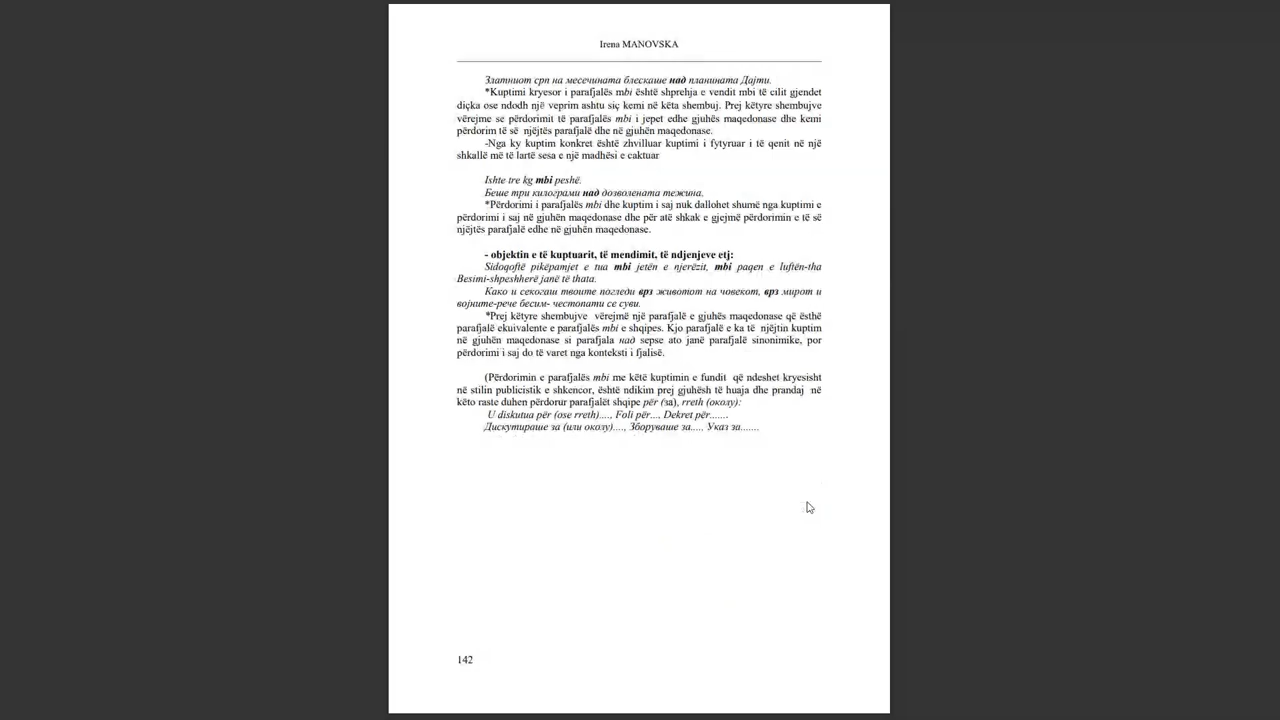 Irena MANOVSKA
Златниот срп на месечината блескаше над планината Дајти.
*Kuptimi kryesor i parafjalës mbi është shprehja e vendit mbi të cilit gjendet
diçka ose ndodh një veprim ashtu siç kemi në këta shembuj. Prej këtyre shembujve
vërejme se përdorimit të parafjalës mbi i jepet edhe gjuhës maqedonase dhe kemi
përdorim të së njëjtës parafjalë dhe në gjuhën maqedonase.
-Nga ky kuptim konkret është zhvilluar kuptimi i fytyruar i të qenit në një
shkallë më të lartë sesa e një madhësi e caktuar
Ishte tre kg mbi peshë.
Беше три килограми над дозволената тежина.
*Përdorimi i parafjalës mbi dhe kuptim i saj nuk dallohet shumë nga kuptimi e
përdorimi i saj në gjuhën maqedonase dhe për atë shkak e gjejmë përdorimin e të së
njëjtës parafjalë edhe në gjuhën maqedonase.
- objektin e të kuptuarit, të mendimit, të ndjenjeve etj:
Sidoqoftë pikëpamjet e tua mbi jetën e njerëzit, mbi paqen e luftën-tha
Besimi-shpeshherë janë të thata.
Како и секогаш твоите погледи врз животот на човекот, врз мирот и
војните-рече бесим- честопати се суви.
*Prej këtyre shembujve vërejmë një parafjalë e gjuhës maqedonase që ësthë
parafjalë ekuivalente e parafjalës mbi e shqipes. Kjo parafjalë e ka të njëjtin kuptim
në gjuhën maqedonase si parafjala над sepse ato janë parafjalë sinonimike, por
përdorimi i saj do të varet nga konteksti i fjalisë.
(Përdorimin e parafjalës mbi me këtë kuptimin e fundit që ndeshet kryesisht
në stilin publicistik e shkencor, është ndikim prej gjuhësh të huaja dhe prandaj në
këto raste duhen përdorur parafjalët shqipe për (за), rreth (околу):
U diskutua për (ose rreth)...., Foli për..., Dekret për.......
Дискутираше за (или околу)...., Зборуваше за..... Указ за.......
142